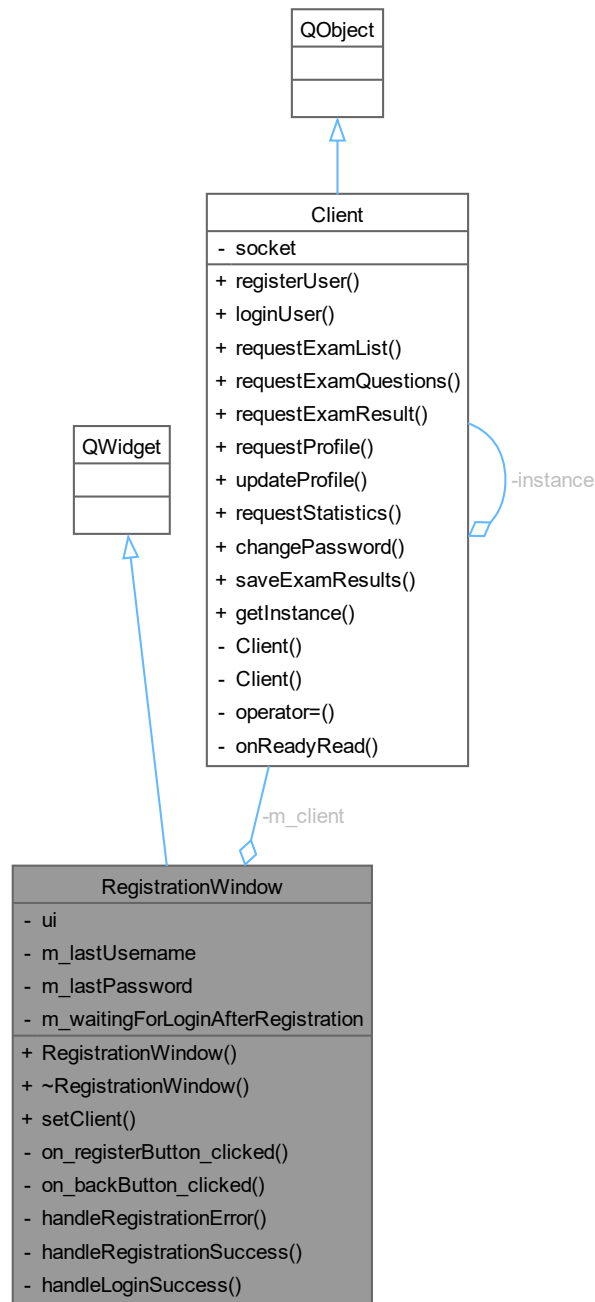 QObject
Client
- socket
+ registerUser()
+ loginUser()
+ requestExamList()
+ requestExamQuestions()
+ requestExamResult()
+ requestProfile()
+ updateProfile()
+ requestStatistics()
+ changePassword()
+ saveExamResults()
+ getInstance()
- Client()
- Client()
- operator=()
- onReadyRead()
-instance
QWidget
-m_client
RegistrationWindow
- ui
- m_lastUsername
- m_lastPassword
- m_waitingForLoginAfterRegistration
+ RegistrationWindow()
+ ~RegistrationWindow()
+ setClient()
- on_registerButton_clicked()
- on_backButton_clicked()
- handleRegistrationError()
- handleRegistrationSuccess()
- handleLoginSuccess()